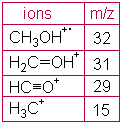 ions m/z
CH₃OH⁺• 32
H₂C=OH⁺ 31
HC≡O⁺ 29
H₃C⁺ 15